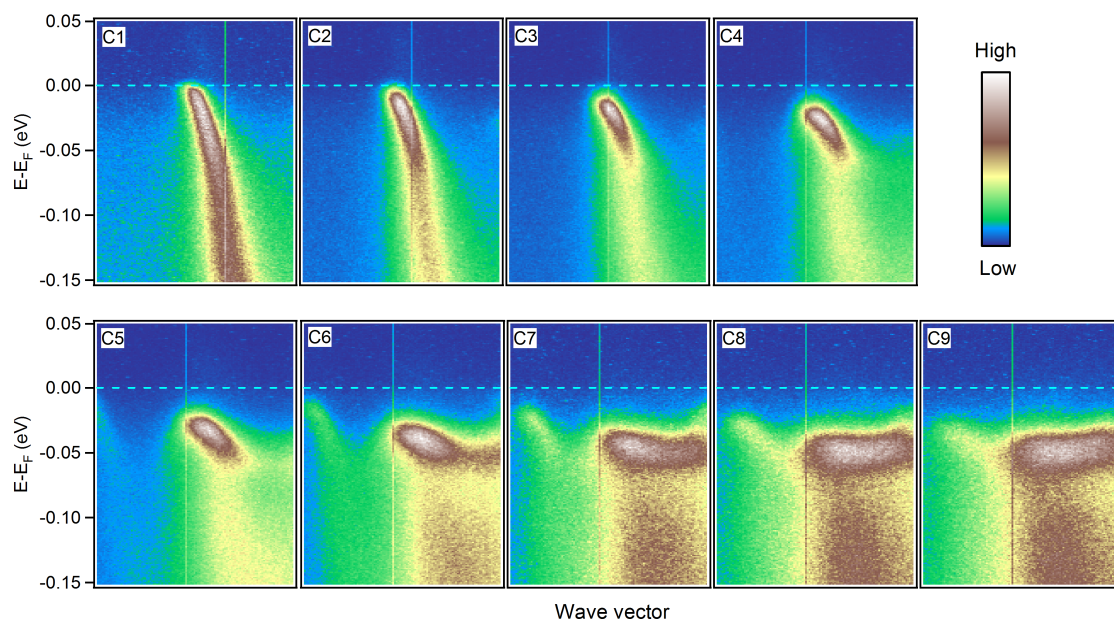 C1
C2
C3
C4
0.05
0.00
-0.05
-0.10
-0.15
E-E_F (eV)
High
Low
C5
C6
C7
C8
C9
0.05
0.00
-0.05
-0.10
-0.15
E-E_F (eV)
Wave vector